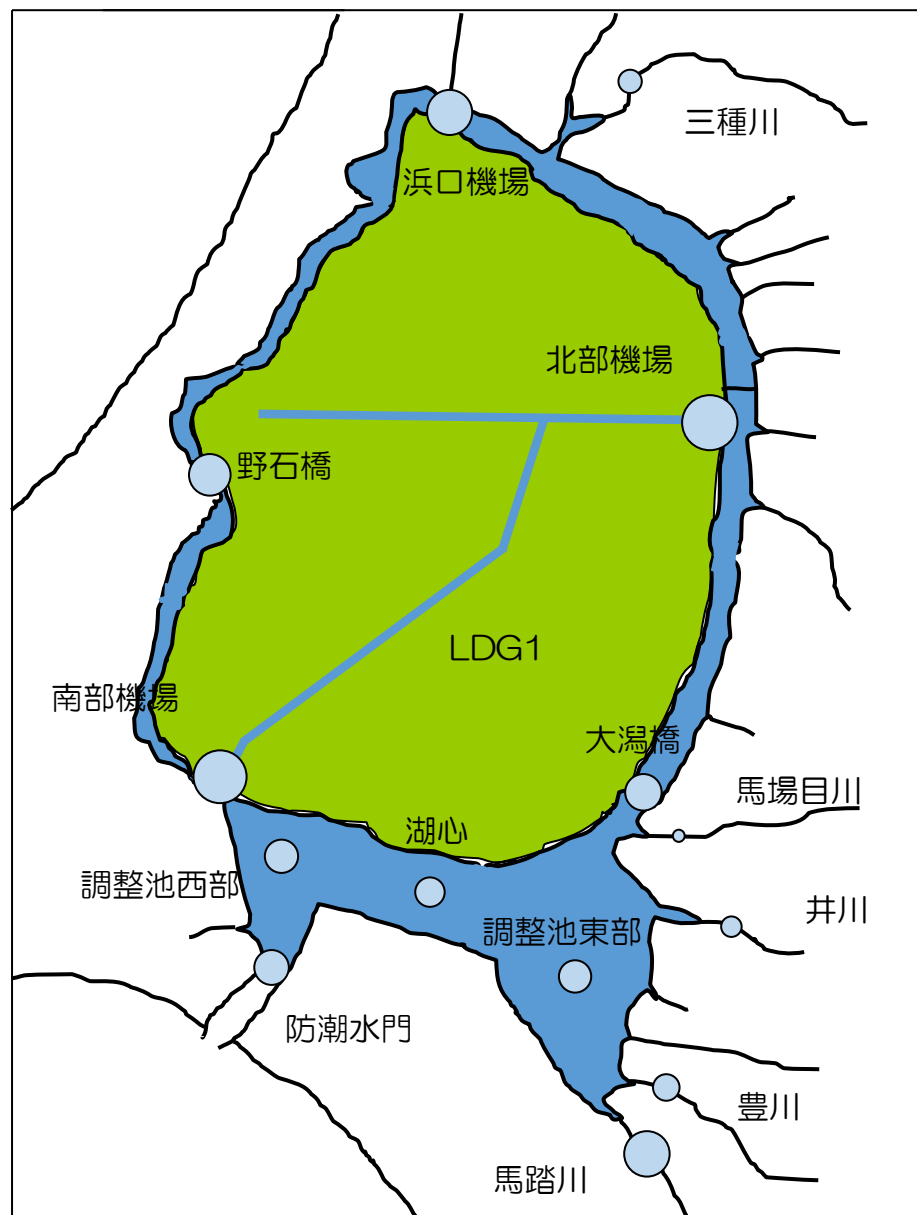 三種川
浜口機場
北部機場
野石橋
LDG1
南部機場
大潟橋
馬場目川
湖心
調整池西部
井川
調整池東部
防潮水門
豊川
馬踏川